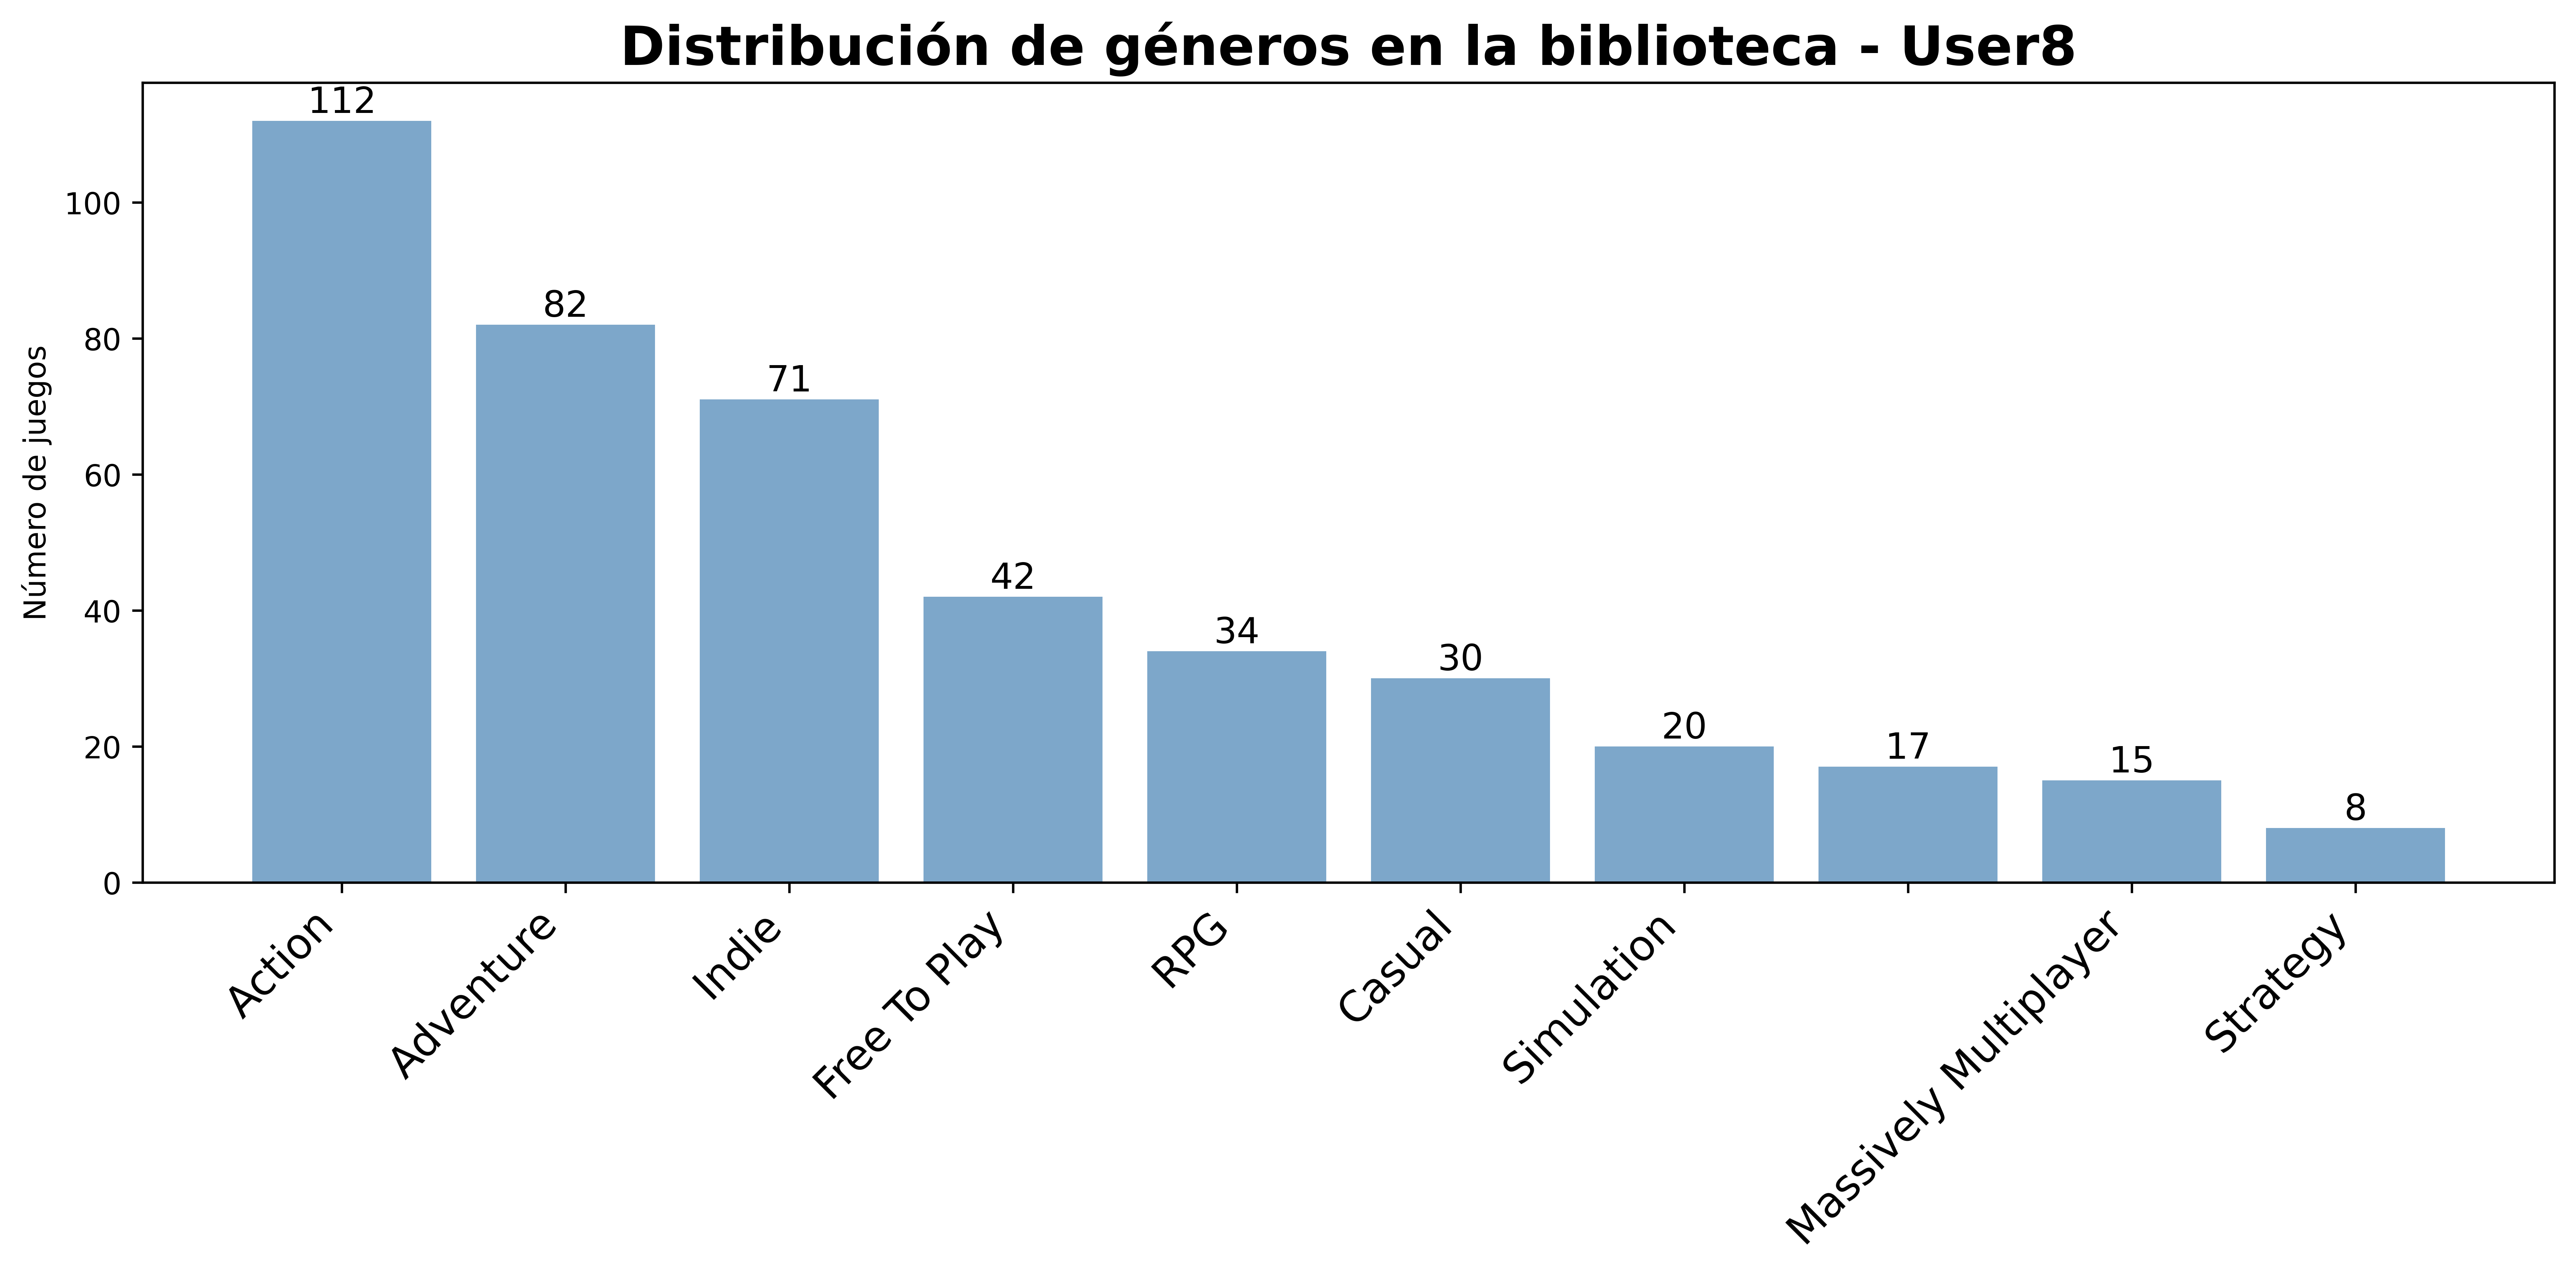 Distribución de géneros en la biblioteca - User8
112
82
71
42
34
30
20
17
15
8
100
80
60
40
20
0
Número de juegos
Action
Adventure
Indie
Free To Play
RPG
Casual
Simulation
Massively Multiplayer
Strategy